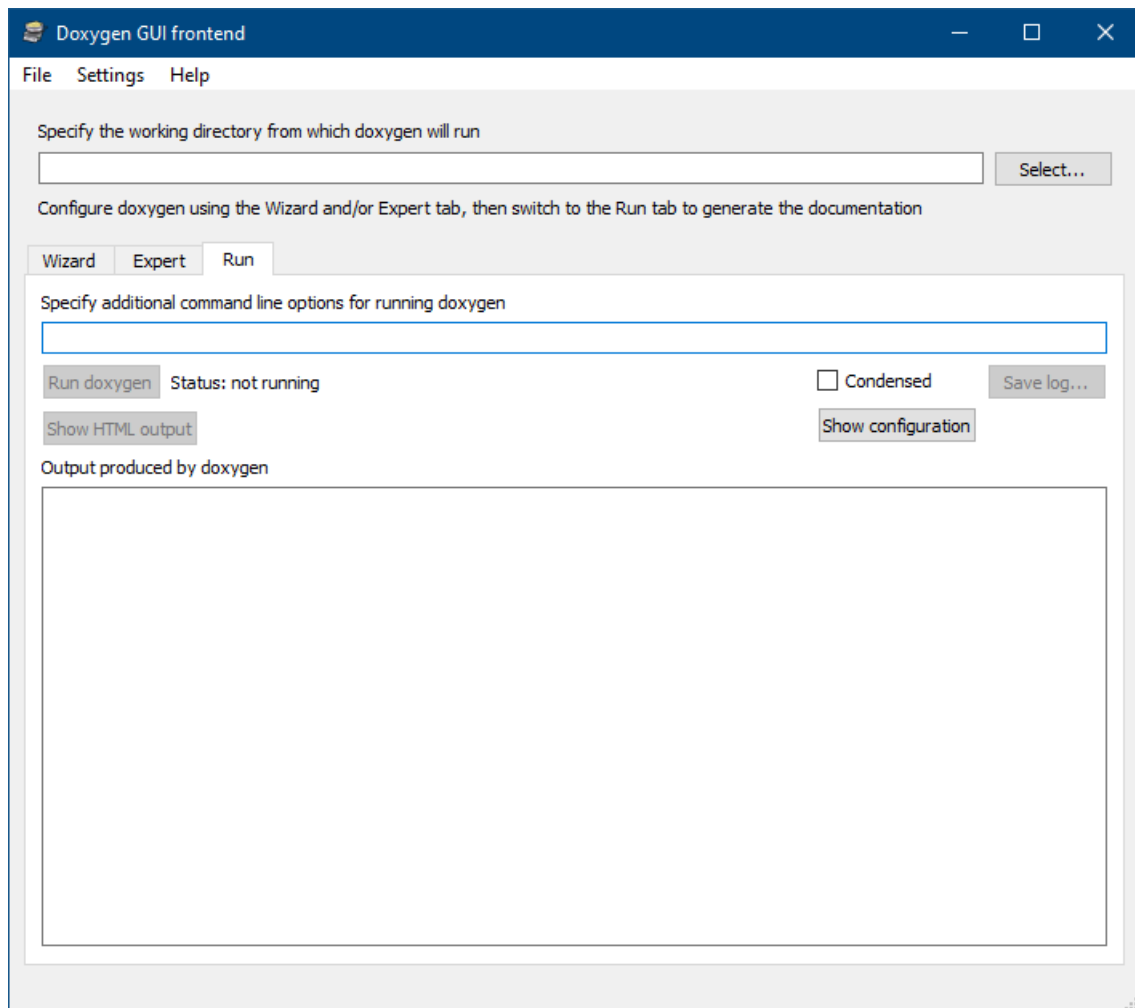 Doxygen GUI frontend
File Settings Help
Specify the working directory from which doxygen will run
Select...
Configure doxygen using the Wizard and/or Expert tab, then switch to the Run tab to generate the documentation
Wizard Expert Run
Specify additional command line options for running doxygen
Run doxygen Status: not running Condensed Save log...
Show HTML output Show configuration
Output produced by doxygen